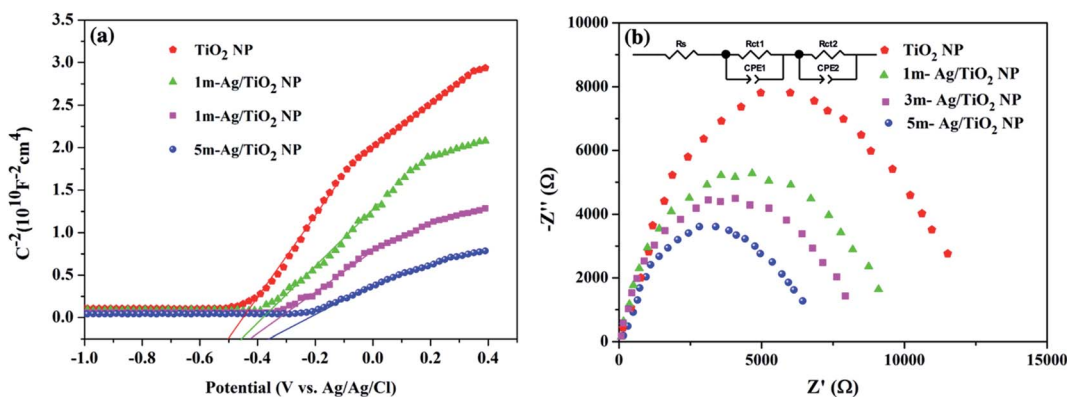 (a)
TiO2 NP
1m-Ag/TiO2 NP
1m-Ag/TiO2 NP
5m-Ag/TiO2 NP
C-2(1010F-2cm4)
3.5
3.0
2.5
2.0
1.5
1.0
0.5
0.0
-1.0 -0.8 -0.6 -0.4 -0.2 0.0 0.2 0.4
Potential (V vs. Ag/Ag/Cl)
(b)
Rs Rct1 Rct2
CPE1 CPE2
TiO2 NP
1m- Ag/TiO2 NP
3m- Ag/TiO2 NP
5m- Ag/TiO2 NP
-Z'' (Ω)
10000
8000
6000
4000
2000
0
0 5000 10000 15000
Z' (Ω)